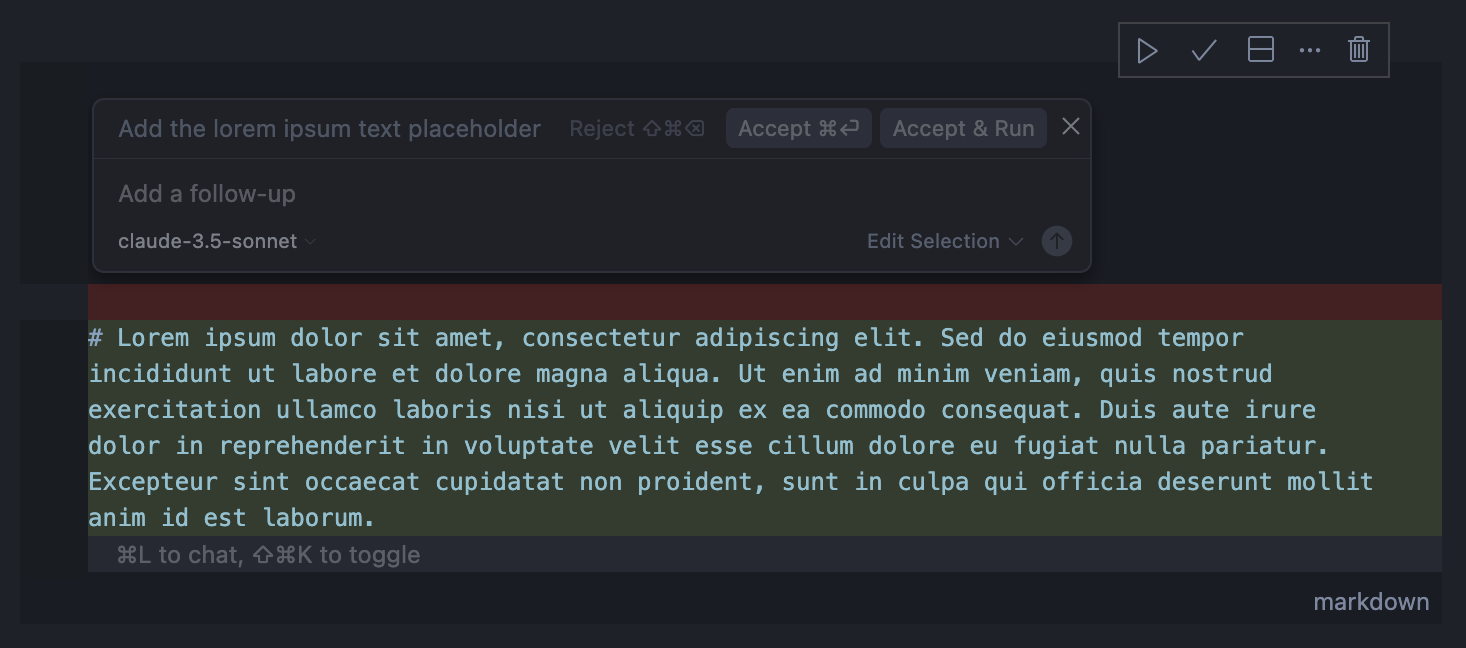 Add the lorem ipsum text placeholder Reject ⇧⌘⌫ Accept ⌘⏎ Accept & Run
Add a follow-up
claude-3.5-sonnet Edit Selection
# Lorem ipsum dolor sit amet, consectetur adipiscing elit. Sed do eiusmod tempor
incididunt ut labore et dolore magna aliqua. Ut enim ad minim veniam, quis nostrud
exercitation ullamco laboris nisi ut aliquip ex ea commodo consequat. Duis aute irure
dolor in reprehenderit in voluptate velit esse cillum dolore eu fugiat nulla pariatur.
Excepteur sint occaecat cupidatat non proident, sunt in culpa qui officia deserunt mollit
anim id est laborum.
⌘L to chat, ⇧⌘K to toggle
markdown